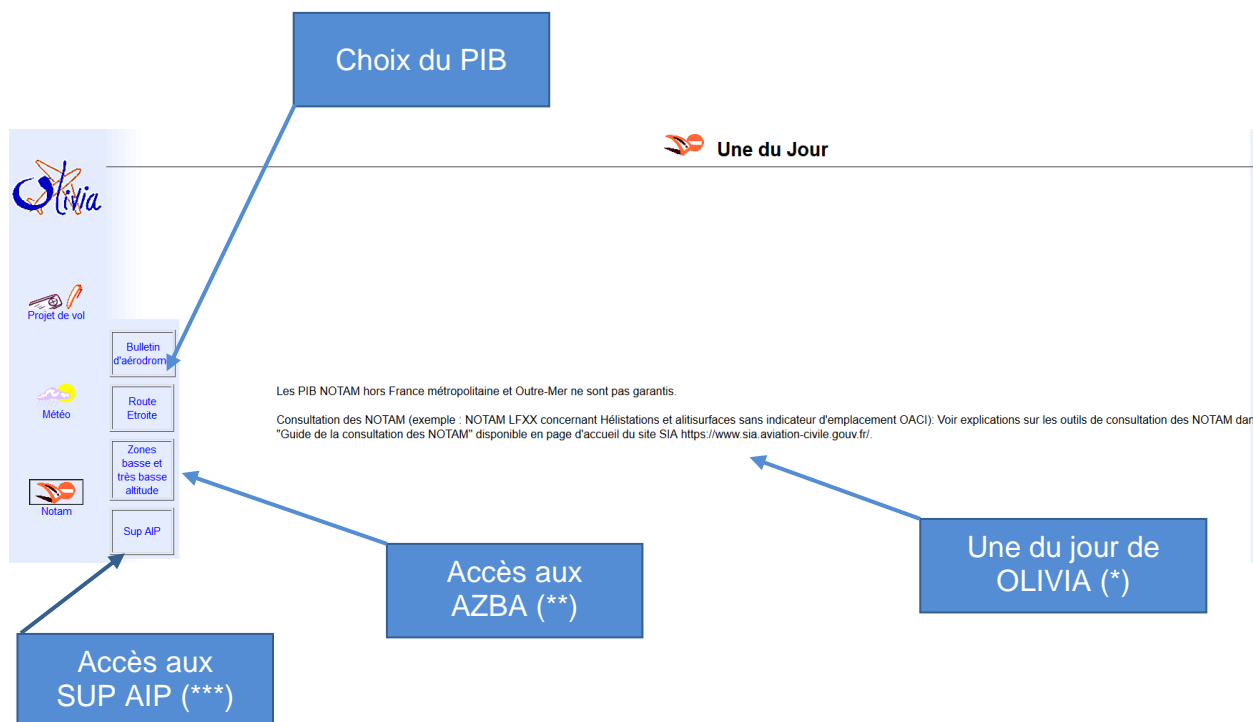 Choix du PIB
Une du Jour
Olivia
Projet de vol
Bulletin
d'aérodrom
Route
Etroite
Météo
Zones
basse et
très basse
altitude
Notam
Sup AIP
Les PIB NOTAM hors France métropolitaine et Outre-Mer ne sont pas garantis.
Consultation des NOTAM (exemple : NOTAM LFXX concernant Hélistations et alitisurfaces sans indicateur d'emplacement OACI): Voir explications sur les outils de consultation des NOTAM dan
"Guide de la consultation des NOTAM" disponible en page d'accueil du site SIA https://www.sia.aviation-civile.gouv.fr/.
Une du jour de
OLIVIA (*)
Accès aux
AZBA (**)
Accès aux
SUP AIP (***)